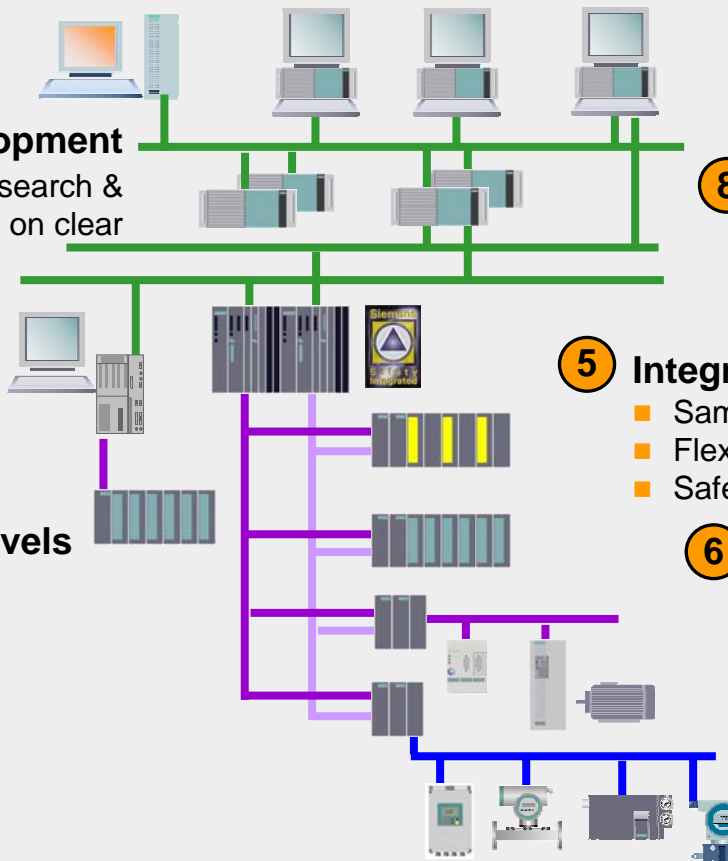 opment
search &
on clear
8
Siemens
Safety
Integrated
5
Integr
Sam
Flex
Safe
vels
6